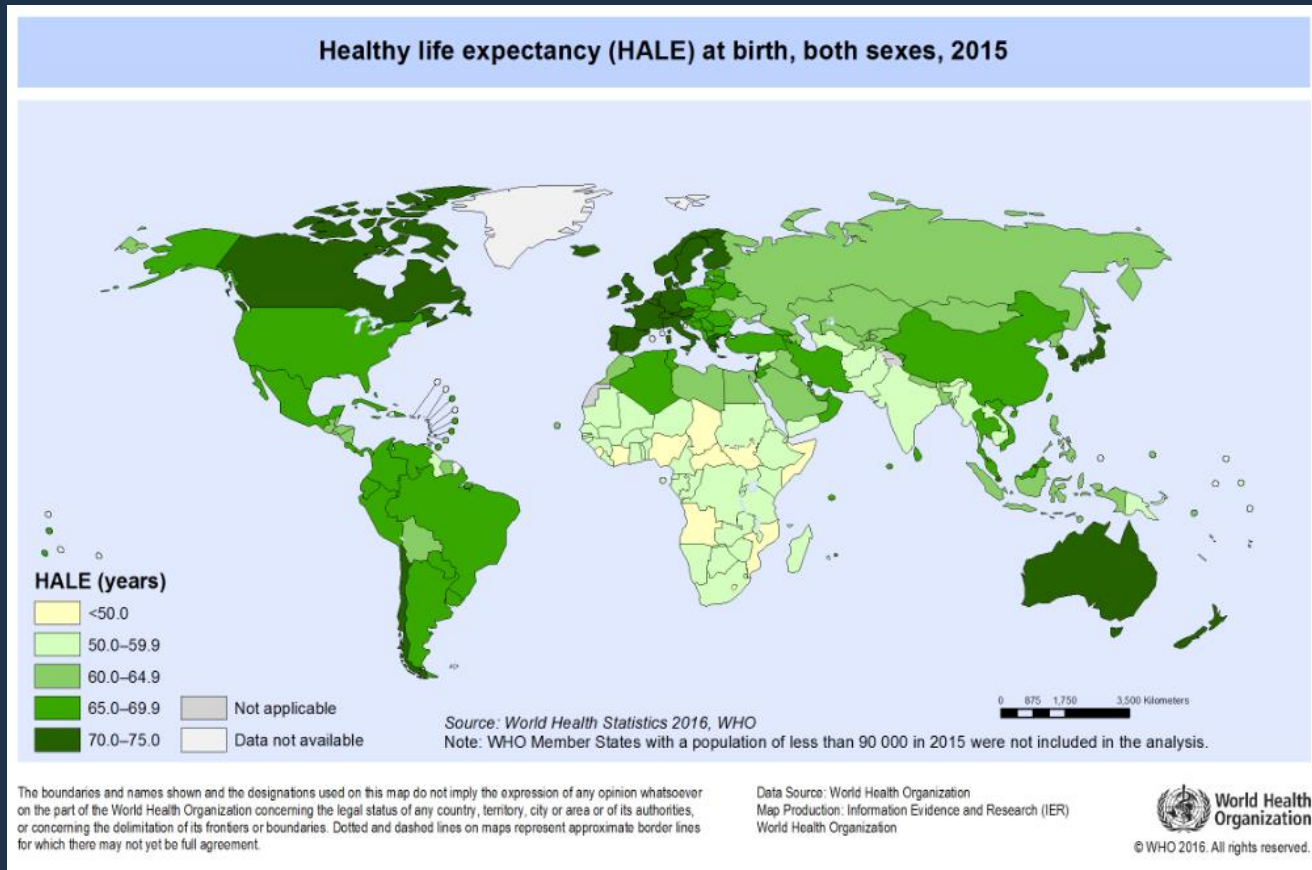 Healthy life expectancy (HALE) at birth, both sexes, 2015
HALE (years)
<50.0
50.0–59.9
60.0–64.9
65.0–69.9
70.0–75.0
Not applicable
Data not available
0 875 1,750 3,500 Kilometers
Source: World Health Statistics 2016, WHO
Note: WHO Member States with a population of less than 90 000 in 2015 were not included in the analysis.
The boundaries and names shown and the designations used on this map do not imply the expression of any opinion whatsoever
on the part of the World Health Organization concerning the legal status of any country, territory, city or area or of its authorities,
or concerning the delimitation of its frontiers or boundaries. Dotted and dashed lines on maps represent approximate border lines
for which there may not yet be full agreement.
Data Source: World Health Organization
Map Production: Information Evidence and Research (IER)
World Health Organization
World Health
Organization
© WHO 2016. All rights reserved.